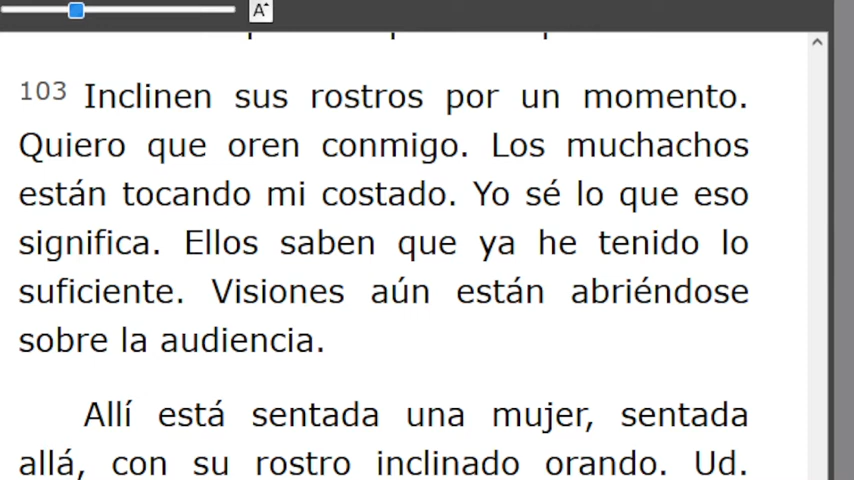 A
103 Inclinen sus rostros por un momento.
Quiero que oren conmigo. Los muchachos
están tocando mi costado. Yo sé lo que eso
significa. Ellos saben que ya he tenido lo
suficiente. Visiones aún están abriéndose
sobre la audiencia.
Allí está sentada una mujer, sentada
allá, con su rostro inclinado orando. Ud.